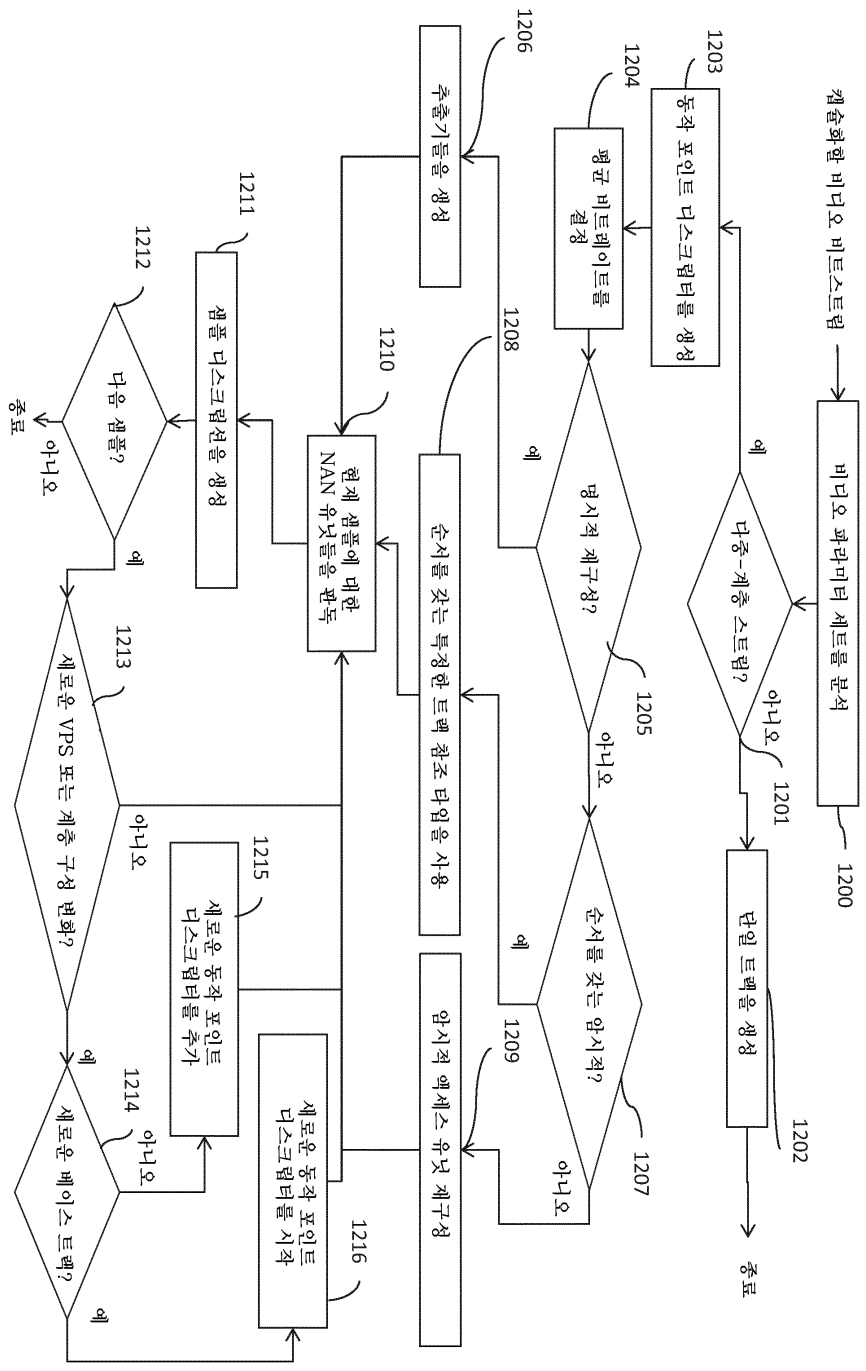 캡슐화할 비디오 비트스트림
비디오 파라미터 세트를 분석
1200
다중-계층 스트림?
1201
예
아니오
단일 트랙을 생성
1202
종료
1203
동작 포인트 디스크립터를 생성
1204
평균 비트레이트를
결정
명시적 재구성?
1205
예
아니오
순서를 갖는 암시적?
1207
예
아니오
1206
추출기들을 생성
1208
순서를 갖는 특정한 트랙 참조 타입을 사용
1209
암시적 액세스 유닛 재구성
1210
현재 샘플에 대한
NAN 유닛들을 판독
1211
샘플 디스크립션을 생성
1212
다음 샘플?
아니오
종료
예
1213
새로운 VPS 또는 계층 구성 변화?
아니오
예
1214
새로운 베이스 트랙?
아니오
예
1215
새로운 동작 포인트
디스크립터를 추가
1216
새로운 동작 포인트
디스크립터를 시작